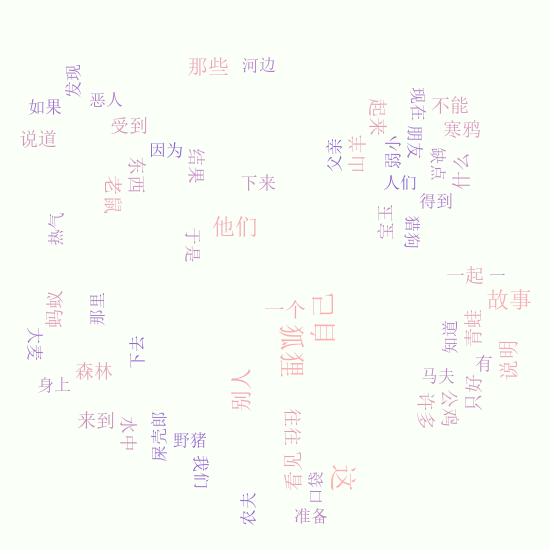 那些
河边
发现
恶人
如果
受到
说道
因为
结果
东西
老鼠
下来
他们
于是
神气
现在
不能
起来
寒鸦
朋友
小
弱
父亲
羊
山
缺点
什么
人们
得到
宝宝
猎狗
一起
一
故事
青蛙
知道
说明
有
马夫
只好
公鸡
许多
蚂蚁
那里
大麦
下去
森林
身上
来到
水中
屎壳郎
野猪
我们
一个
自己
狐狸
别人
往往
看见
这
袋口
农夫
准备